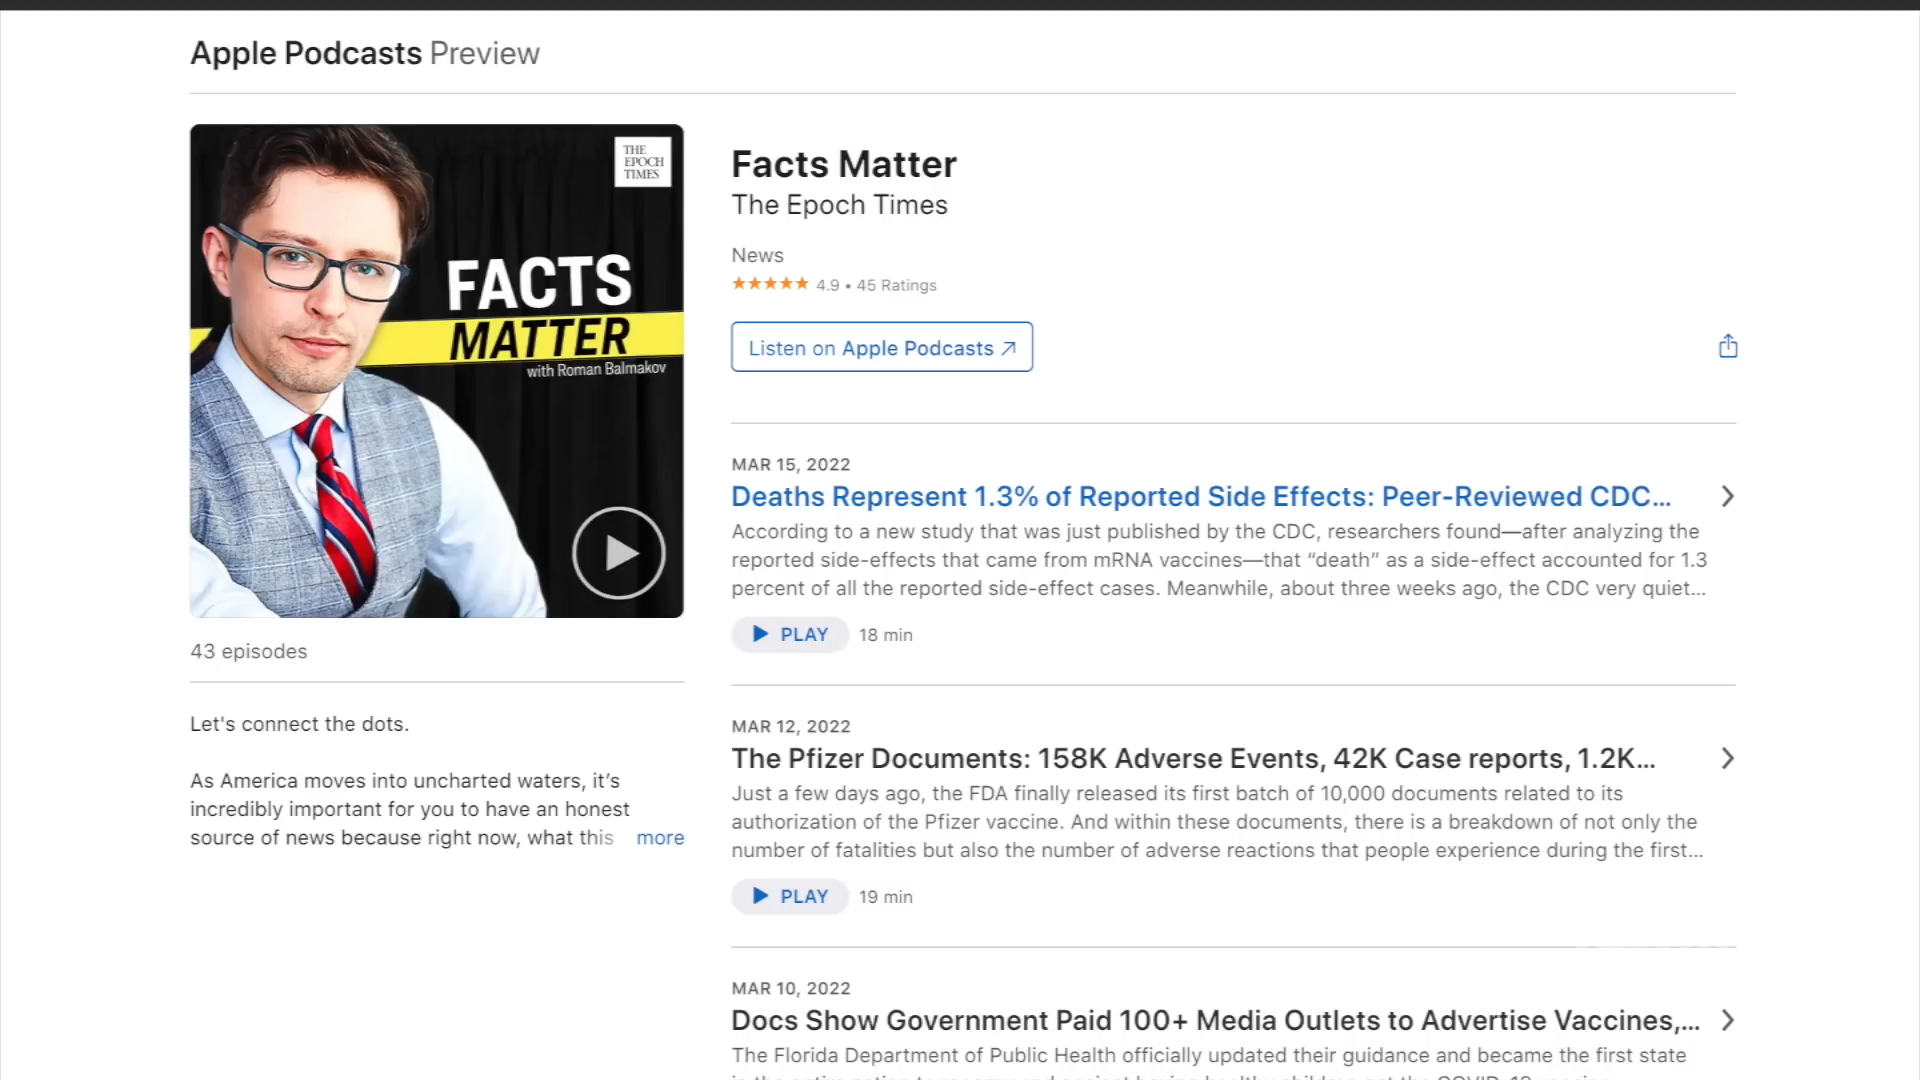 Apple Podcasts Preview
THE
EPOCH
TIMES
FACTS
MATTER
with Roman Balmakov
43 episodes
Let's connect the dots.
As America moves into uncharted waters, it’s
incredibly important for you to have an honest
source of news because right now, what this more
Facts Matter
The Epoch Times
News
★★★★★ 4.9 • 45 Ratings
Listen on Apple Podcasts ↗
MAR 15, 2022
Deaths Represent 1.3% of Reported Side Effects: Peer-Reviewed CDC...
According to a new study that was just published by the CDC, researchers found—after analyzing the
reported side-effects that came from mRNA vaccines—that “death” as a side-effect accounted for 1.3
percent of all the reported side-effect cases. Meanwhile, about three weeks ago, the CDC very quiet...
PLAY 18 min
MAR 12, 2022
The Pfizer Documents: 158K Adverse Events, 42K Case reports, 1.2K...
Just a few days ago, the FDA finally released its first batch of 10,000 documents related to its
authorization of the Pfizer vaccine. And within these documents, there is a breakdown of not only the
number of fatalities but also the number of adverse reactions that people experience during the first...
PLAY 19 min
MAR 10, 2022
Docs Show Government Paid 100+ Media Outlets to Advertise Vaccines,...
The Florida Department of Public Health officially updated their guidance and became the first state